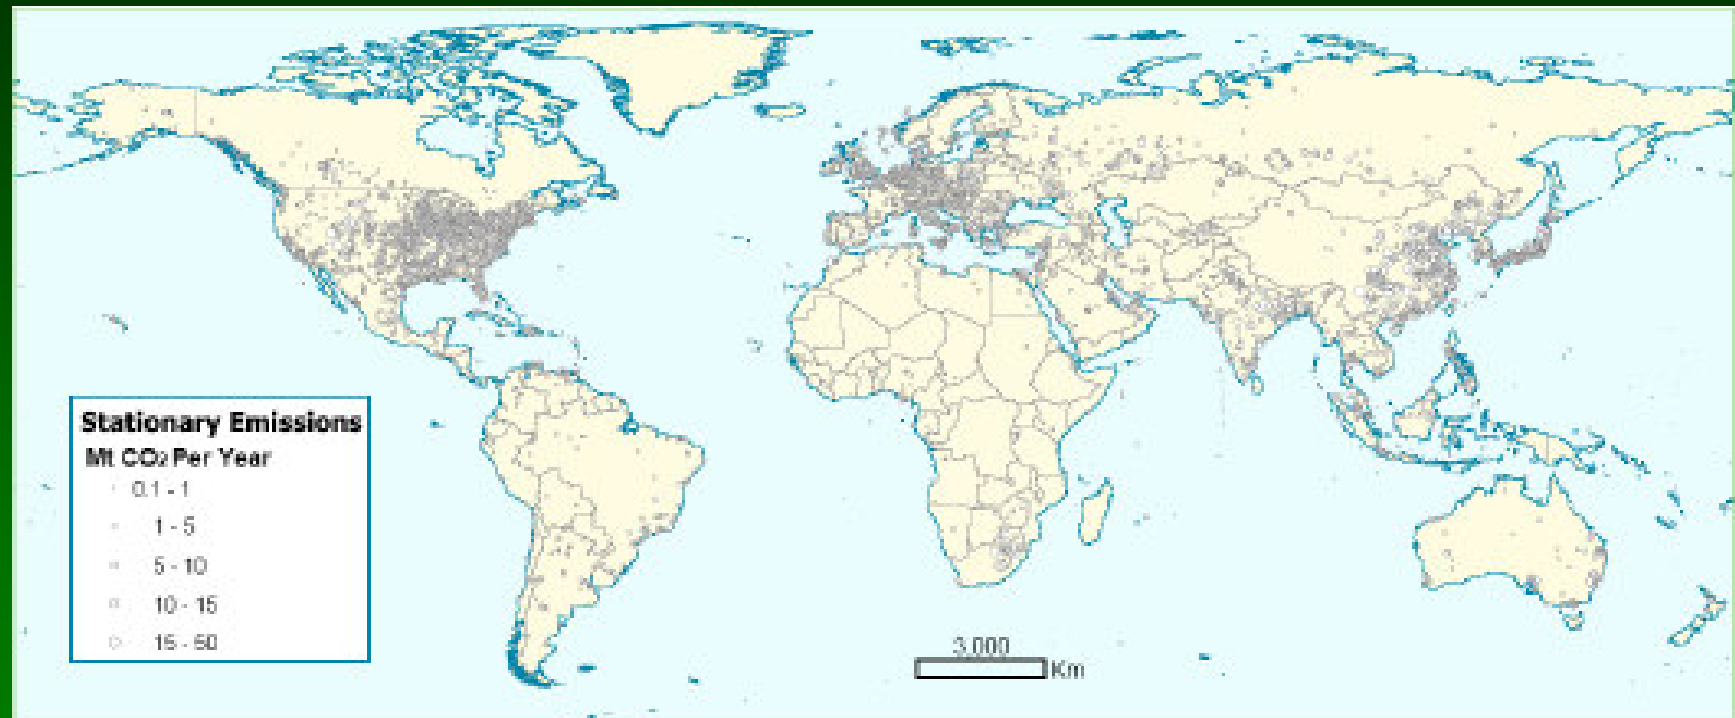 Stationary Emissions
Mt CO2 Per Year
0.1 - 1
1 - 5
5 - 10
10 - 15
15 - 50
3,000
Km